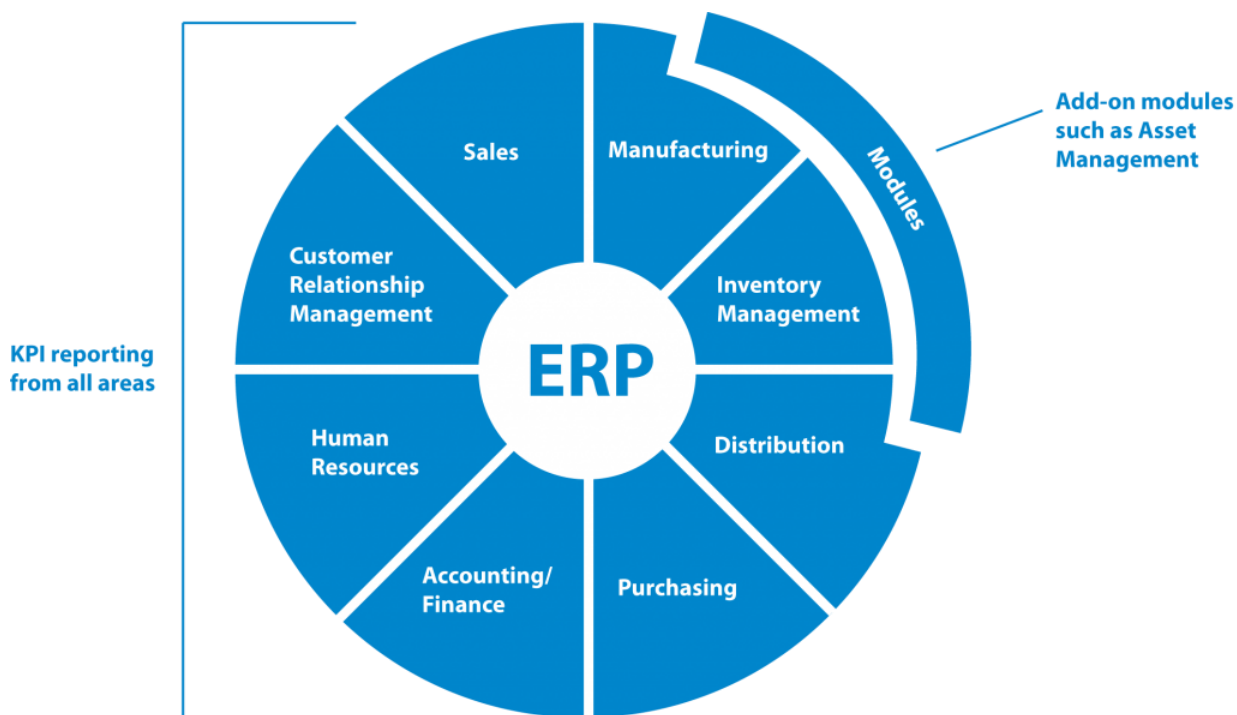 Sales
Manufacturing
Modules
Add-on modules
such as Asset
Management
Customer
Relationship
Management
Inventory
Management
ERP
KPI reporting
from all areas
Human
Resources
Distribution
Accounting/
Finance
Purchasing